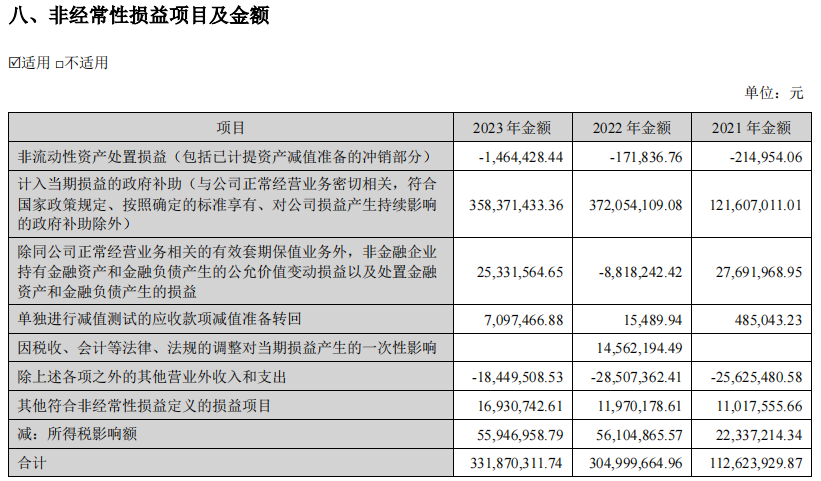 八、非经常性损益项目及金额
☑适用 □不适用
单位：元
项目 2023 年金额 2022 年金额 2021 年金额
非流动性资产处置损益（包括已计提资产减值准备的冲销部分） -1,464,428.44 -171,836.76 -214,954.06
计入当期损益的政府补助（与公司正常经营业务密切相关，符合
国家政策规定、按照确定的标准享有、对公司损益产生持续影响 358,371,433.36 372,054,109.08 121,607,011.01
的政府补助除外）
除同公司正常经营业务相关的有效套期保值业务外，非金融企业
持有金融资产和金融负债产生的公允价值变动损益以及处置金融 25,331,564.65 -8,818,242.42 27,691,968.95
资产和金融负债产生的损益
单独进行减值测试的应收款项减值准备转回 7,097,466.88 15,489.94 485,043.23
因税收、会计等法律、法规的调整对当期损益产生的一次性影响 14,562,194.49
除上述各项之外的其他营业外收入和支出 -18,449,508.53 -28,507,362.41 -25,625,480.58
其他符合非经常性损益定义的损益项目 16,930,742.61 11,970,178.61 11,017,555.66
减：所得税影响额 55,946,958.79 56,104,865.57 22,337,214.34
合计 331,870,311.74 304,999,664.96 112,623,929.87